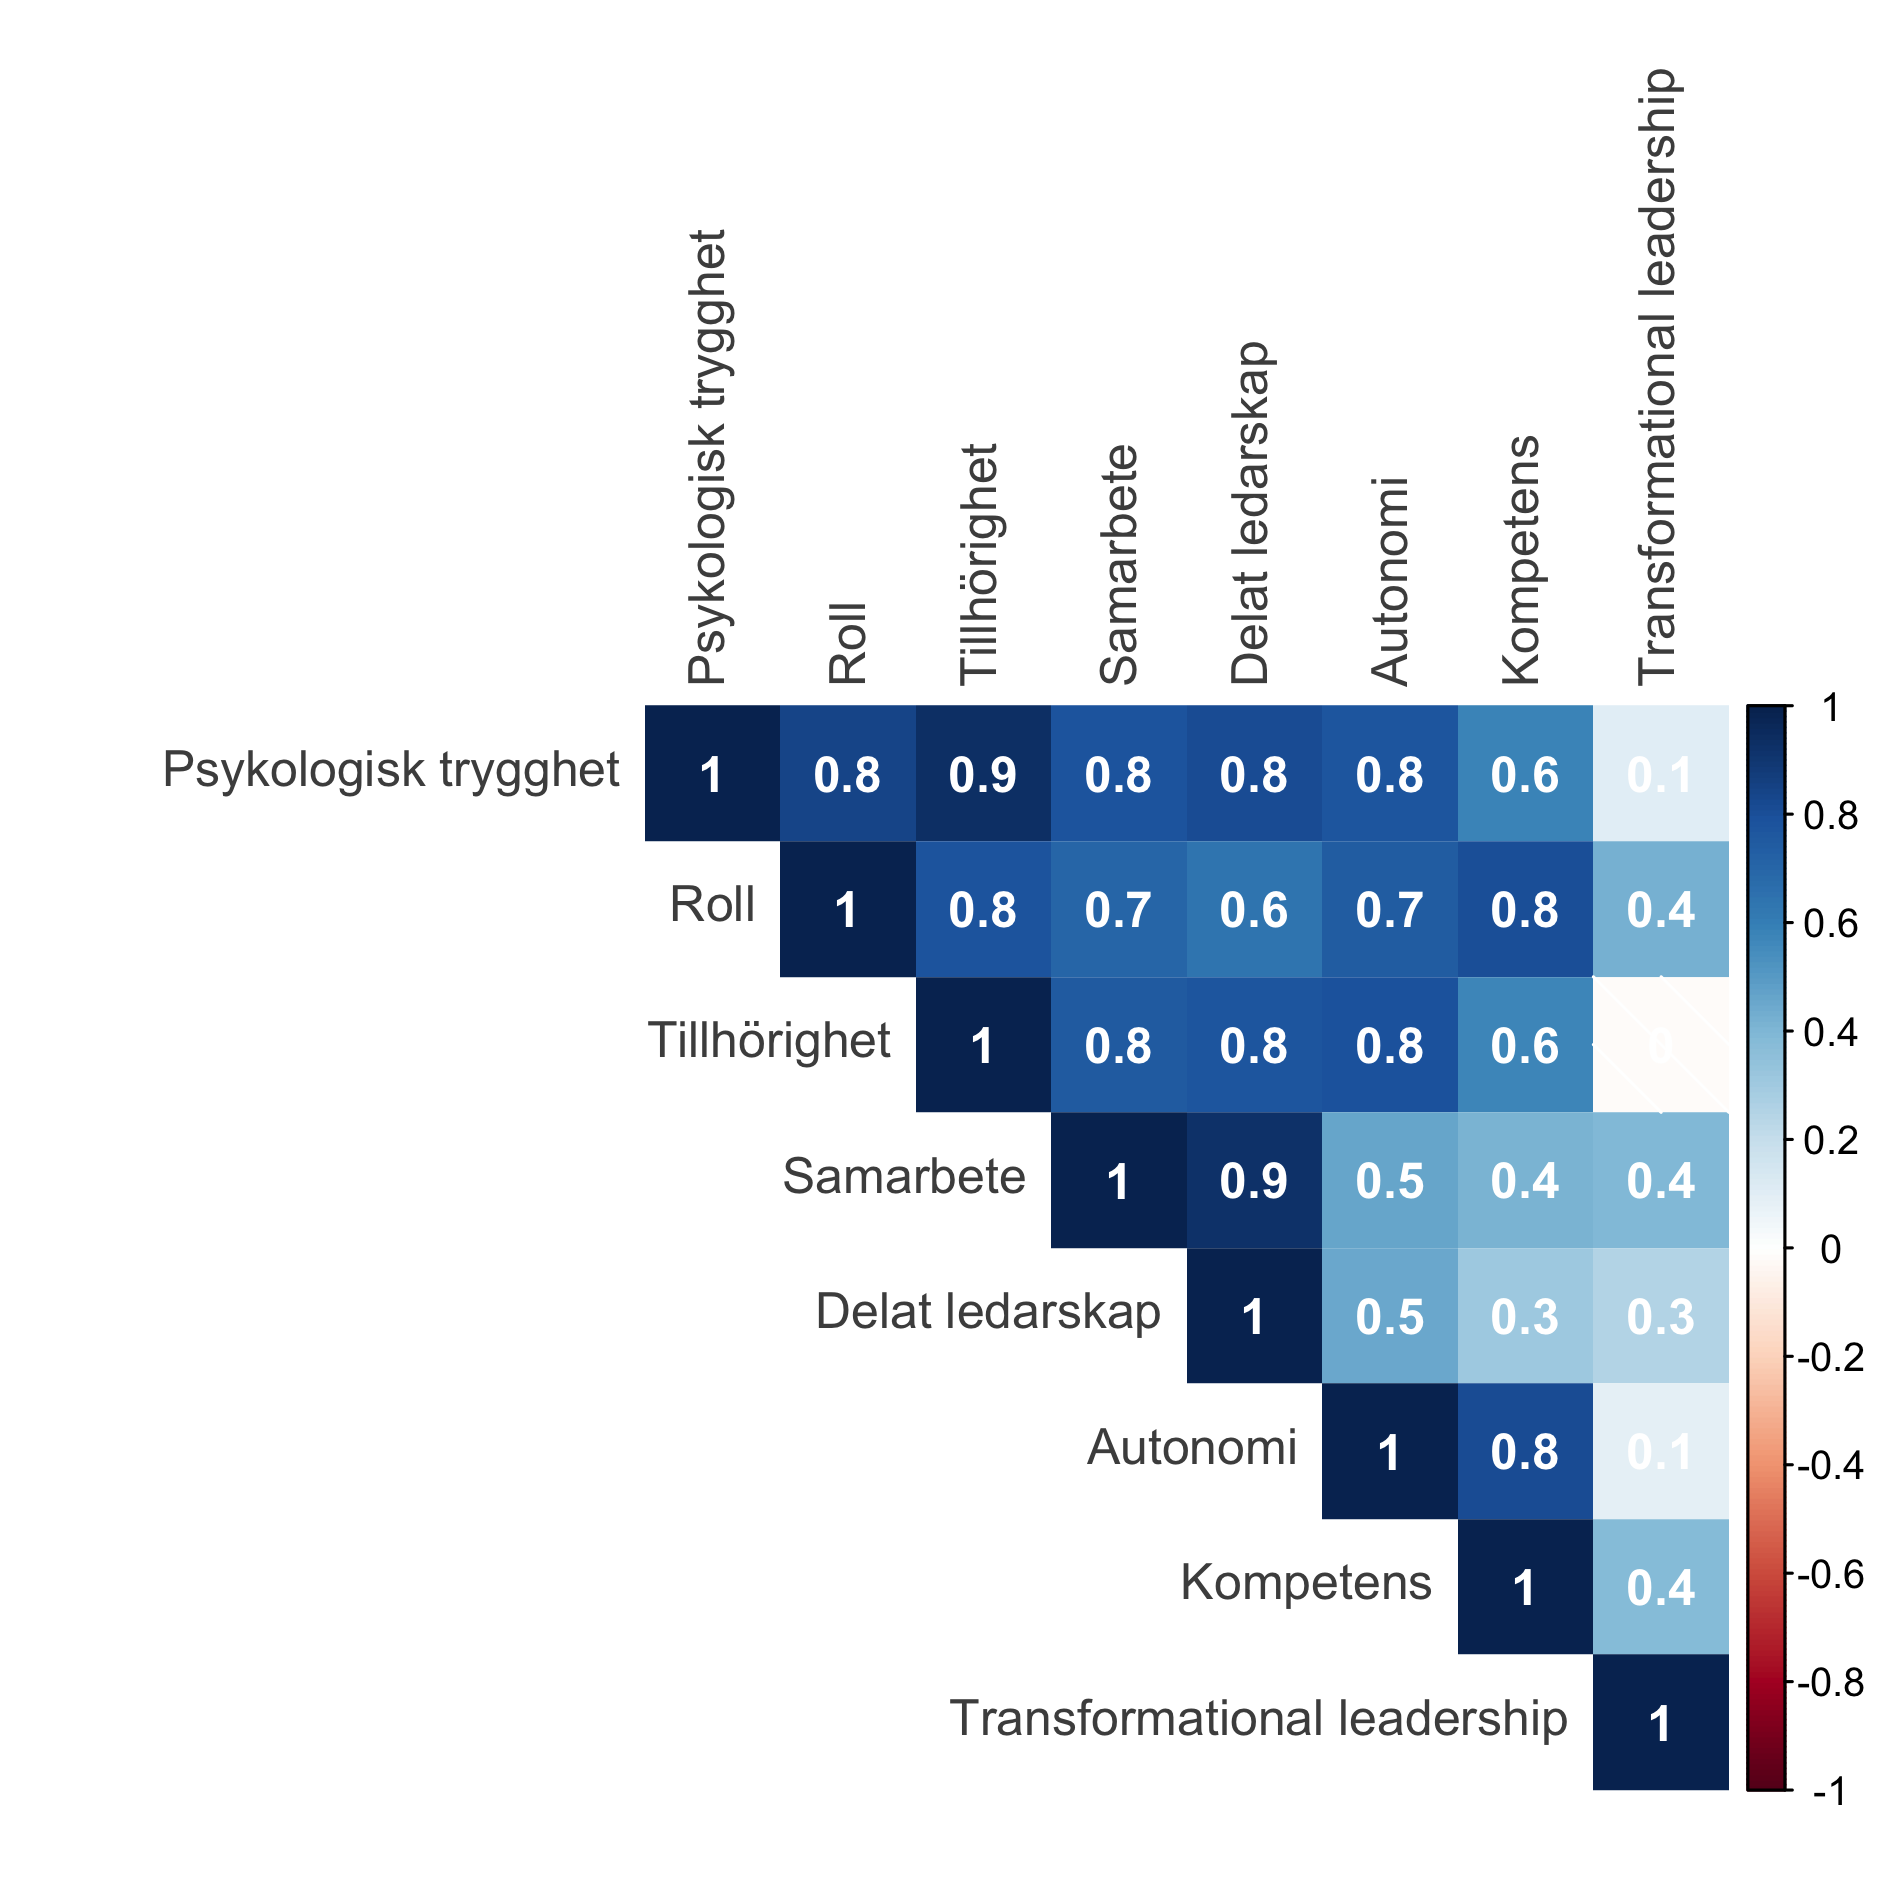 Psykologisk trygghet
Roll
Tillhörighet
Samarbete
Delat ledarskap
Autonomi
Kompetens
Transformational leadership
Psykologisk trygghet 1 0.8 0.9 0.8 0.8 0.8 0.6 0.1
Roll 1 0.8 0.7 0.6 0.7 0.8 0.4
Tillhörighet 1 0.8 0.8 0.8 0.6 0
Samarbete 1 0.9 0.5 0.4 0.4
Delat ledarskap 1 0.5 0.3 0.3
Autonomi 1 0.8 0.1
Kompetens 1 0.4
Transformational leadership 1
1
0.8
0.6
0.4
0.2
0
-0.2
-0.4
-0.6
-0.8
-1